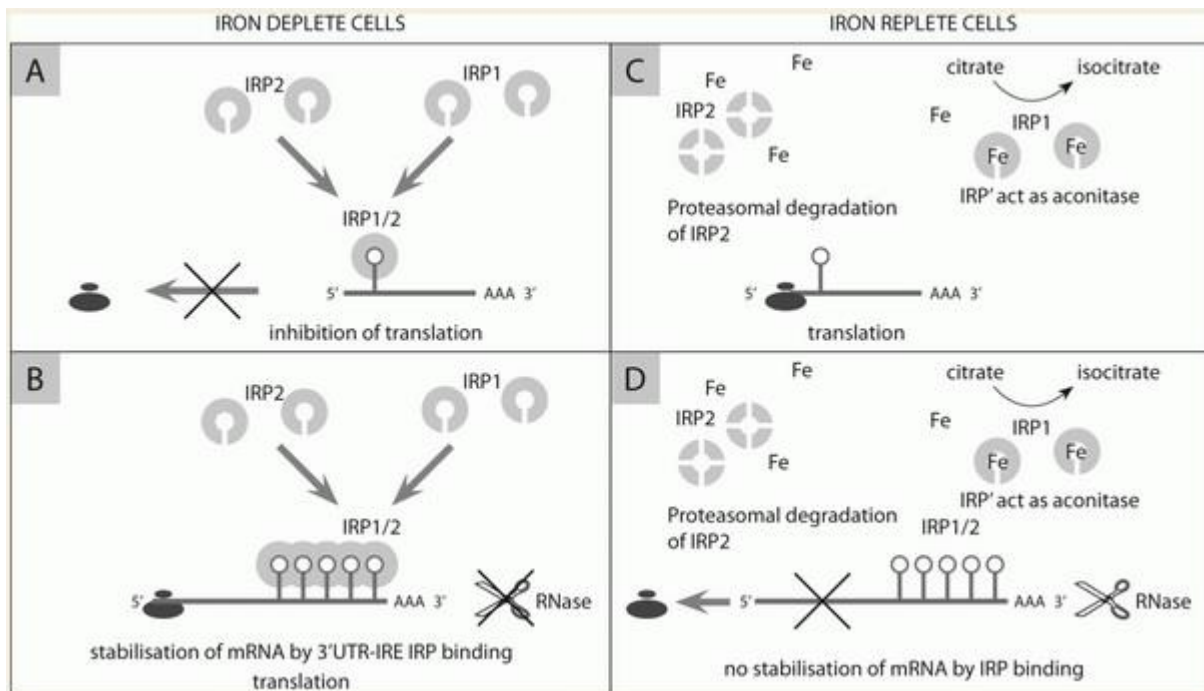 IRON DEPLETE CELLS
IRON REPLETE CELLS
A
IRP2
IRP1
IRP1/2
5'
AAA 3'
inhibition of translation
C
Fe
Fe
IRP2
Fe
citrate
isocitrate
Fe
IRP1
Fe
Fe
IRP' act as aconitase
Proteasomal degradation
of IRP2
5'
AAA 3'
translation
B
IRP2
IRP1
IRP1/2
5'
AAA 3'
RNase
stabilisation of mRNA by 3'UTR-IRE IRP binding
translation
D
Fe
Fe
IRP2
Fe
citrate
isocitrate
Fe
IRP1
Fe
Fe
IRP' act as aconitase
Proteasomal degradation
of IRP2
IRP1/2
5'
AAA 3'
RNase
no stabilisation of mRNA by IRP binding